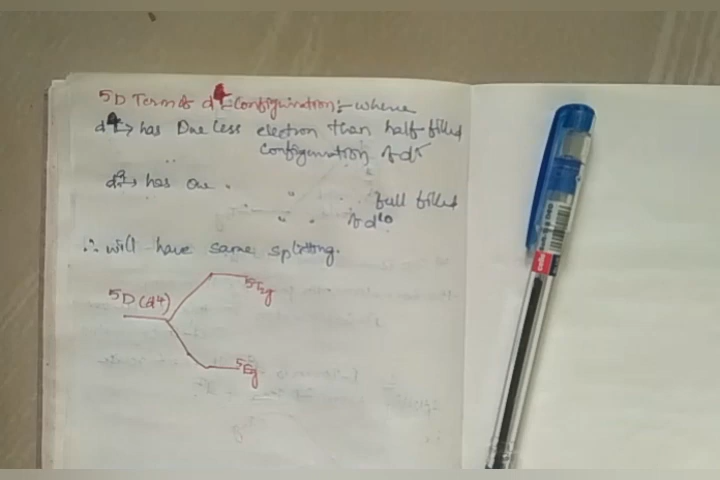 5D Term of d4 Configuration:- where
d4 → has One less electron than half filled
configuration of d5
d9 → has one " " full filled
" " of d10
∴ will have same splitting.
5T2g
5D (d4)
5Eg
cello